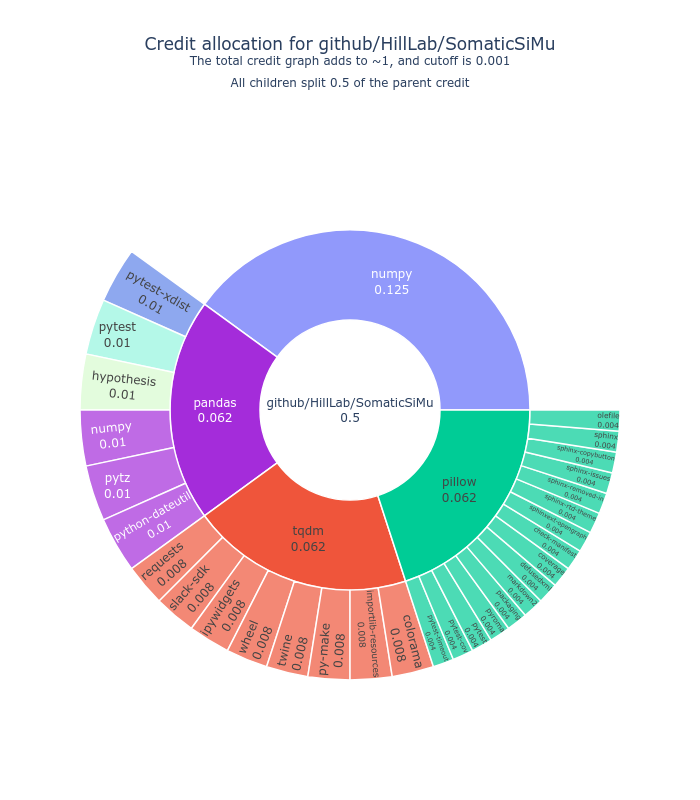 Credit allocation for github/HillLab/SomaticSiMu
The total credit graph adds to ~1, and cutoff is 0.001
All children split 0.5 of the parent credit
github/HillLab/SomaticSiMu
0.5
numpy
0.125
pandas
0.062
tqdm
0.062
pillow
0.062
pytest-xdist
0.01
pytest
0.01
hypothesis
0.01
numpy
0.01
pytz
0.01
python-dateutil
0.01
requests
0.008
slack-sdk
0.008
ipywidgets
0.008
wheel
0.008
twine
0.008
py-make
0.008
importlib-resources
0.008
colorama
0.008
pytest-timeout
0.004
pytest-cov
0.004
pytest
0.004
pyroma
0.004
packaging
0.004
markdown2
0.004
defusedxml
0.004
coverage
0.004
check-manifest
0.004
sphinxext-opengraph
0.004
sphinx-rtd-theme
0.004
sphinx-removed-in
0.004
sphinx-issues
0.004
sphinx-copybutton
0.004
sphinx
0.004
olefile
0.004